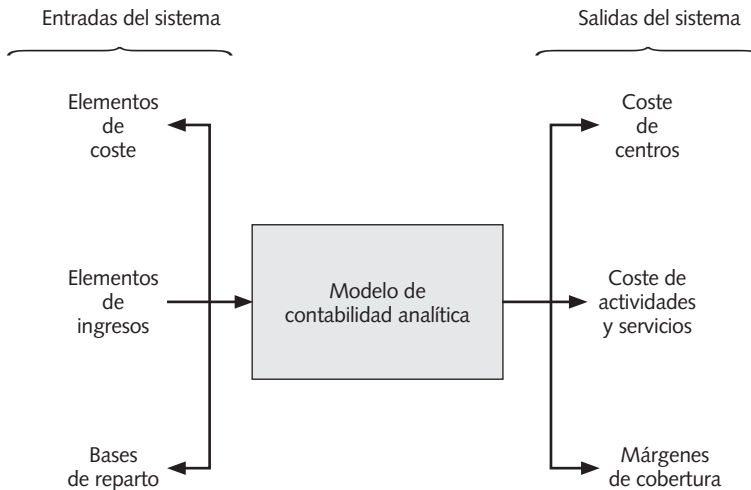 Entradas del sistema
Salidas del sistema
Elementos
de
coste
Elementos
de
ingresos
Bases
de reparto
Modelo de
contabilidad analítica
Coste
de
centros
Coste de
actividades
y servicios
Márgenes
de cobertura